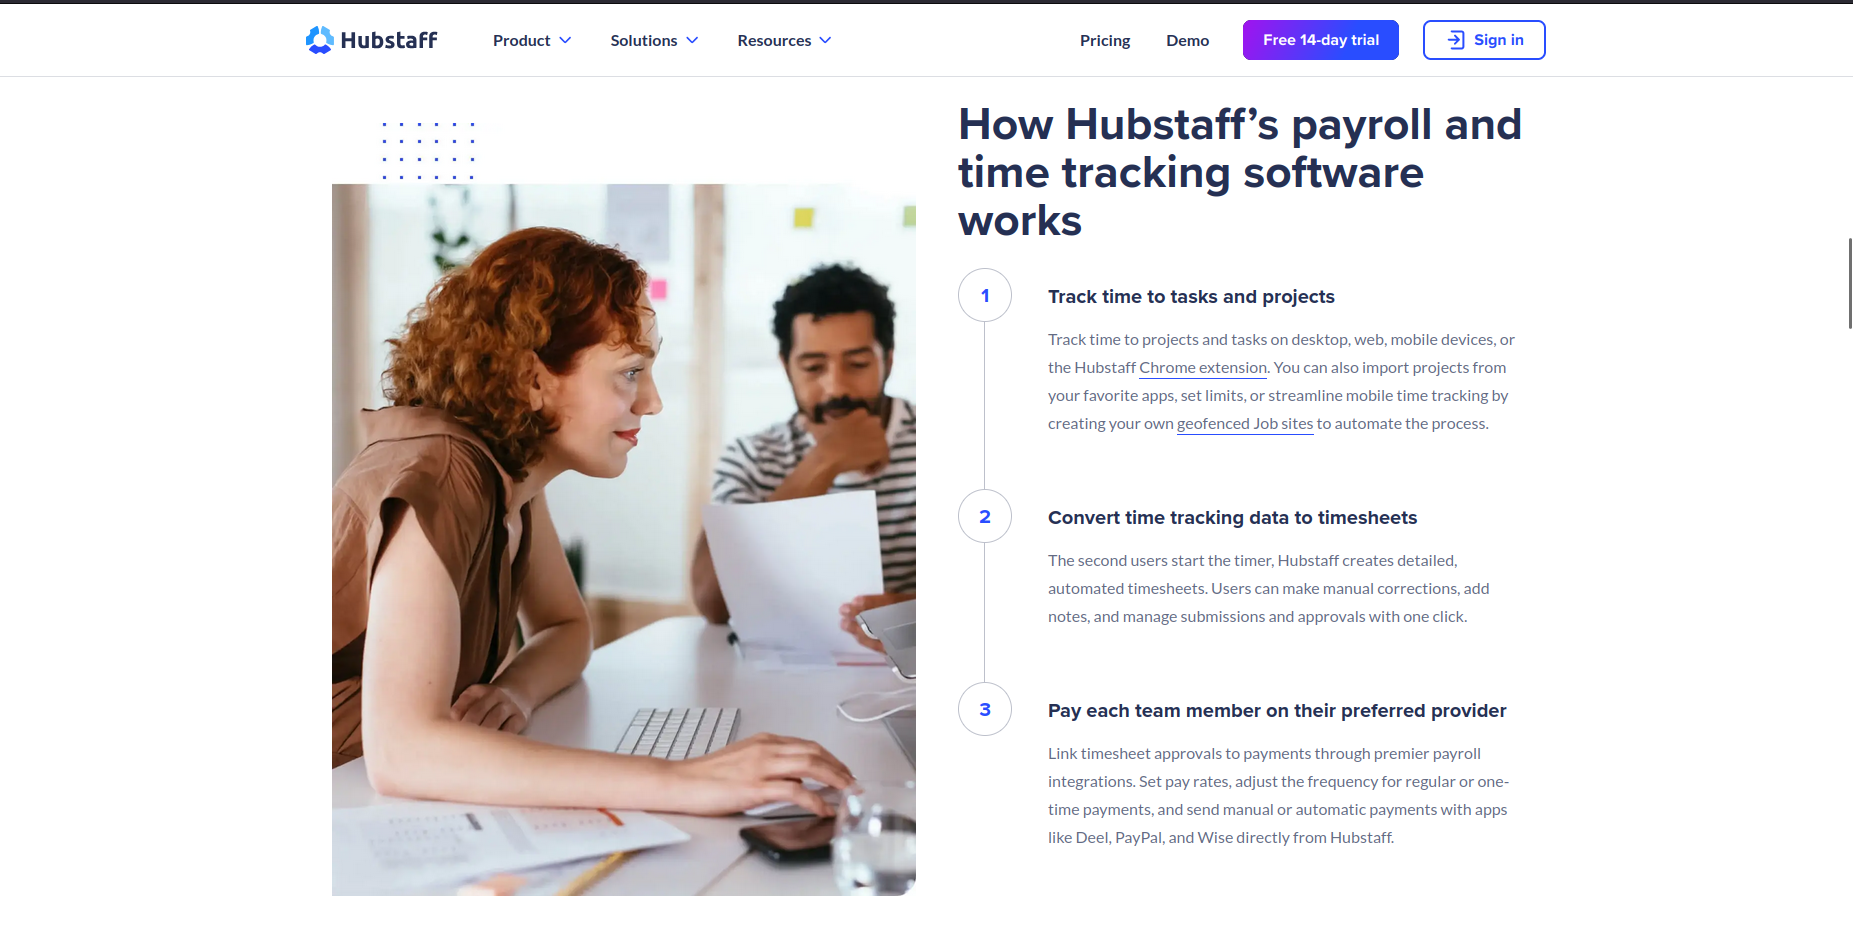 Hubstaff
Product
Solutions
Resources
Pricing
Demo
Free 14-day trial
Sign in
How Hubstaff’s payroll and
time tracking software
works
1
Track time to tasks and projects
Track time to projects and tasks on desktop, web, mobile devices, or
the Hubstaff Chrome extension. You can also import projects from
your favorite apps, set limits, or streamline mobile time tracking by
creating your own geofenced Job sites to automate the process.
2
Convert time tracking data to timesheets
The second users start the timer, Hubstaff creates detailed,
automated timesheets. Users can make manual corrections, add
notes, and manage submissions and approvals with one click.
3
Pay each team member on their preferred provider
Link timesheet approvals to payments through premier payroll
integrations. Set pay rates, adjust the frequency for regular or one-
time payments, and send manual or automatic payments with apps
like Deel, PayPal, and Wise directly from Hubstaff.